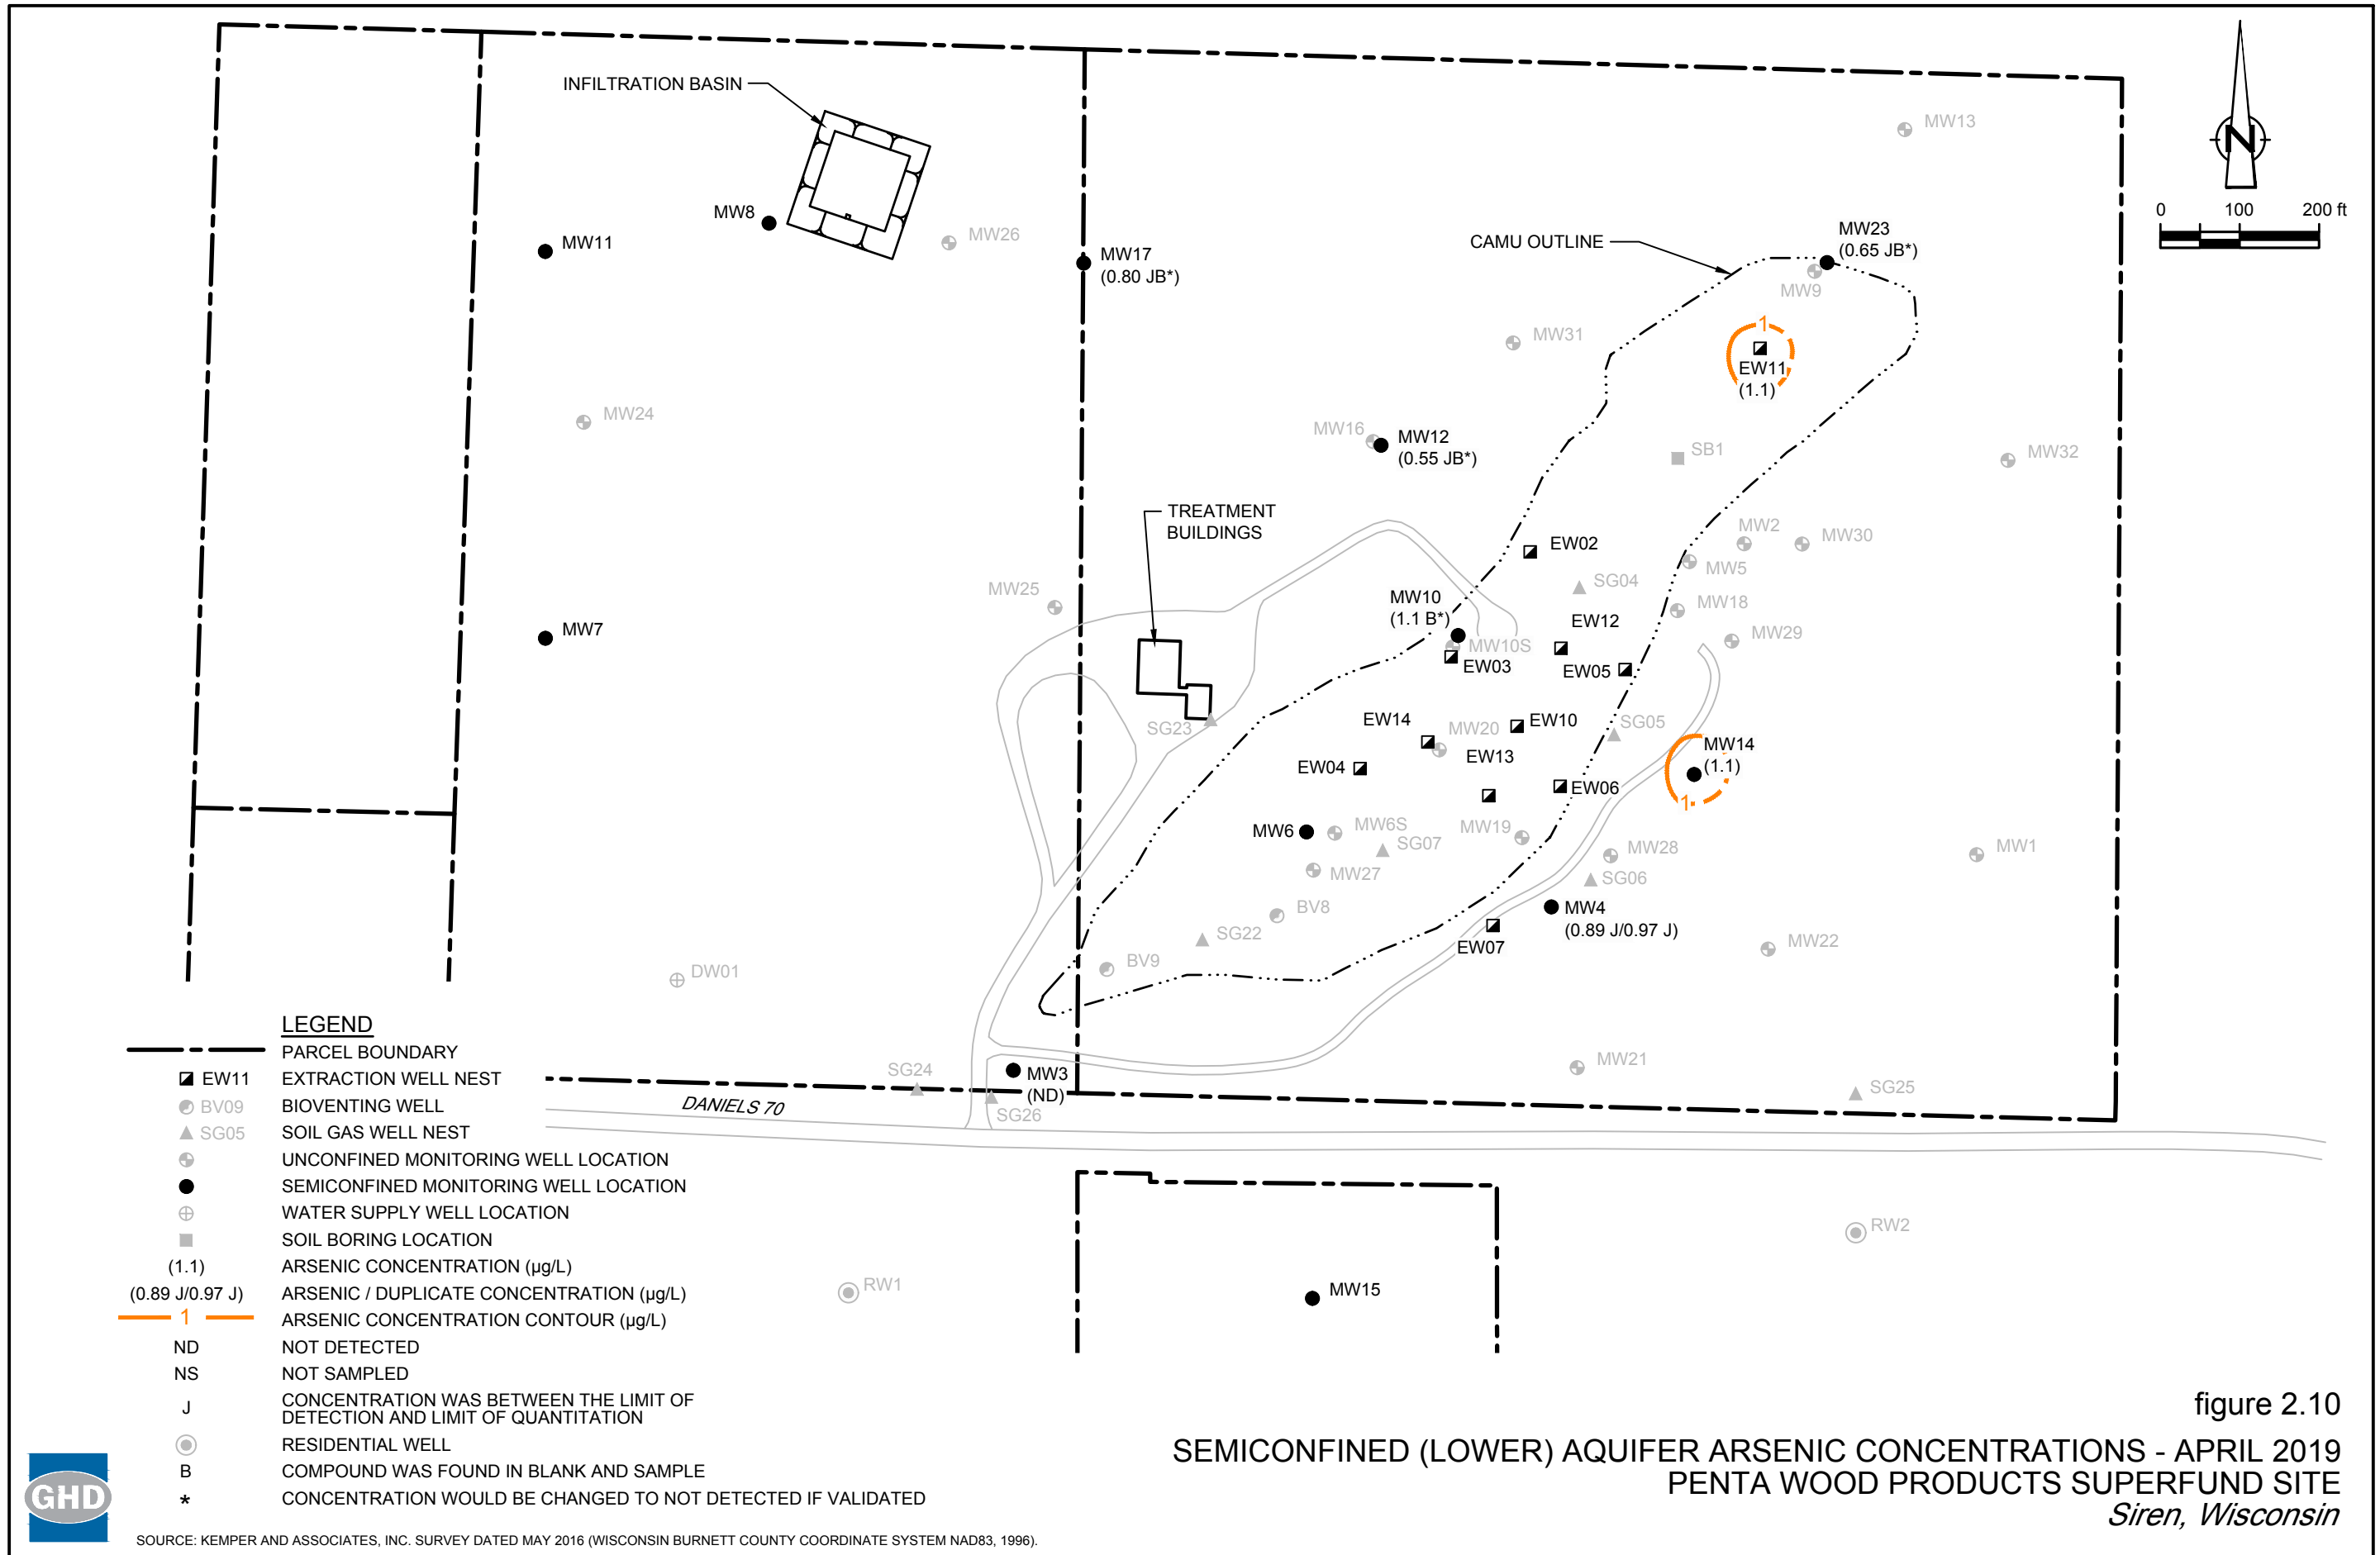 INFILTRATION BASIN
MW13
N
0 100 200 ft
MW8
MW11
MW26
MW17
(0.80 JB*)
CAMU OUTLINE
MW23
(0.65 JB*)
MW9
MW31
1
EW11
(1.1)
MW24
MW16
MW12
(0.55 JB*)
SB1
MW32
TREATMENT
BUILDINGS
EW02
MW2
MW30
MW5
SG04
MW25
MW10
(1.1 B*)
MW18
EW12
MW29
MW7
MW10S
EW03
EW05
SG23
EW14
MW20
EW10
SG05
EW13
MW14
(1.1)
1
EW04
EW06
MW6
MW6S
SG07
MW19
MW28
MW1
MW27
SG06
BV8
MW4
(0.89 J/0.97 J)
SG22
EW07
MW22
BV9
DW01
MW21
SG24
MW3
(ND)
SG25
DANIELS 70
SG26
RW2
RW1
MW15
LEGEND
PARCEL BOUNDARY
EW11 EXTRACTION WELL NEST
BV09 BIOVENTING WELL
SG05 SOIL GAS WELL NEST
UNCONFINED MONITORING WELL LOCATION
SEMICONFINED MONITORING WELL LOCATION
WATER SUPPLY WELL LOCATION
SOIL BORING LOCATION
(1.1) ARSENIC CONCENTRATION (µg/L)
(0.89 J/0.97 J) ARSENIC / DUPLICATE CONCENTRATION (µg/L)
1 ARSENIC CONCENTRATION CONTOUR (µg/L)
ND NOT DETECTED
NS NOT SAMPLED
J CONCENTRATION WAS BETWEEN THE LIMIT OF
DETECTION AND LIMIT OF QUANTITATION
RESIDENTIAL WELL
B COMPOUND WAS FOUND IN BLANK AND SAMPLE
* CONCENTRATION WOULD BE CHANGED TO NOT DETECTED IF VALIDATED
GHD
SOURCE: KEMPER AND ASSOCIATES, INC. SURVEY DATED MAY 2016 (WISCONSIN BURNETT COUNTY COORDINATE SYSTEM NAD83, 1996).
figure 2.10
SEMICONFINED (LOWER) AQUIFER ARSENIC CONCENTRATIONS - APRIL 2019
PENTA WOOD PRODUCTS SUPERFUND SITE
Siren, Wisconsin